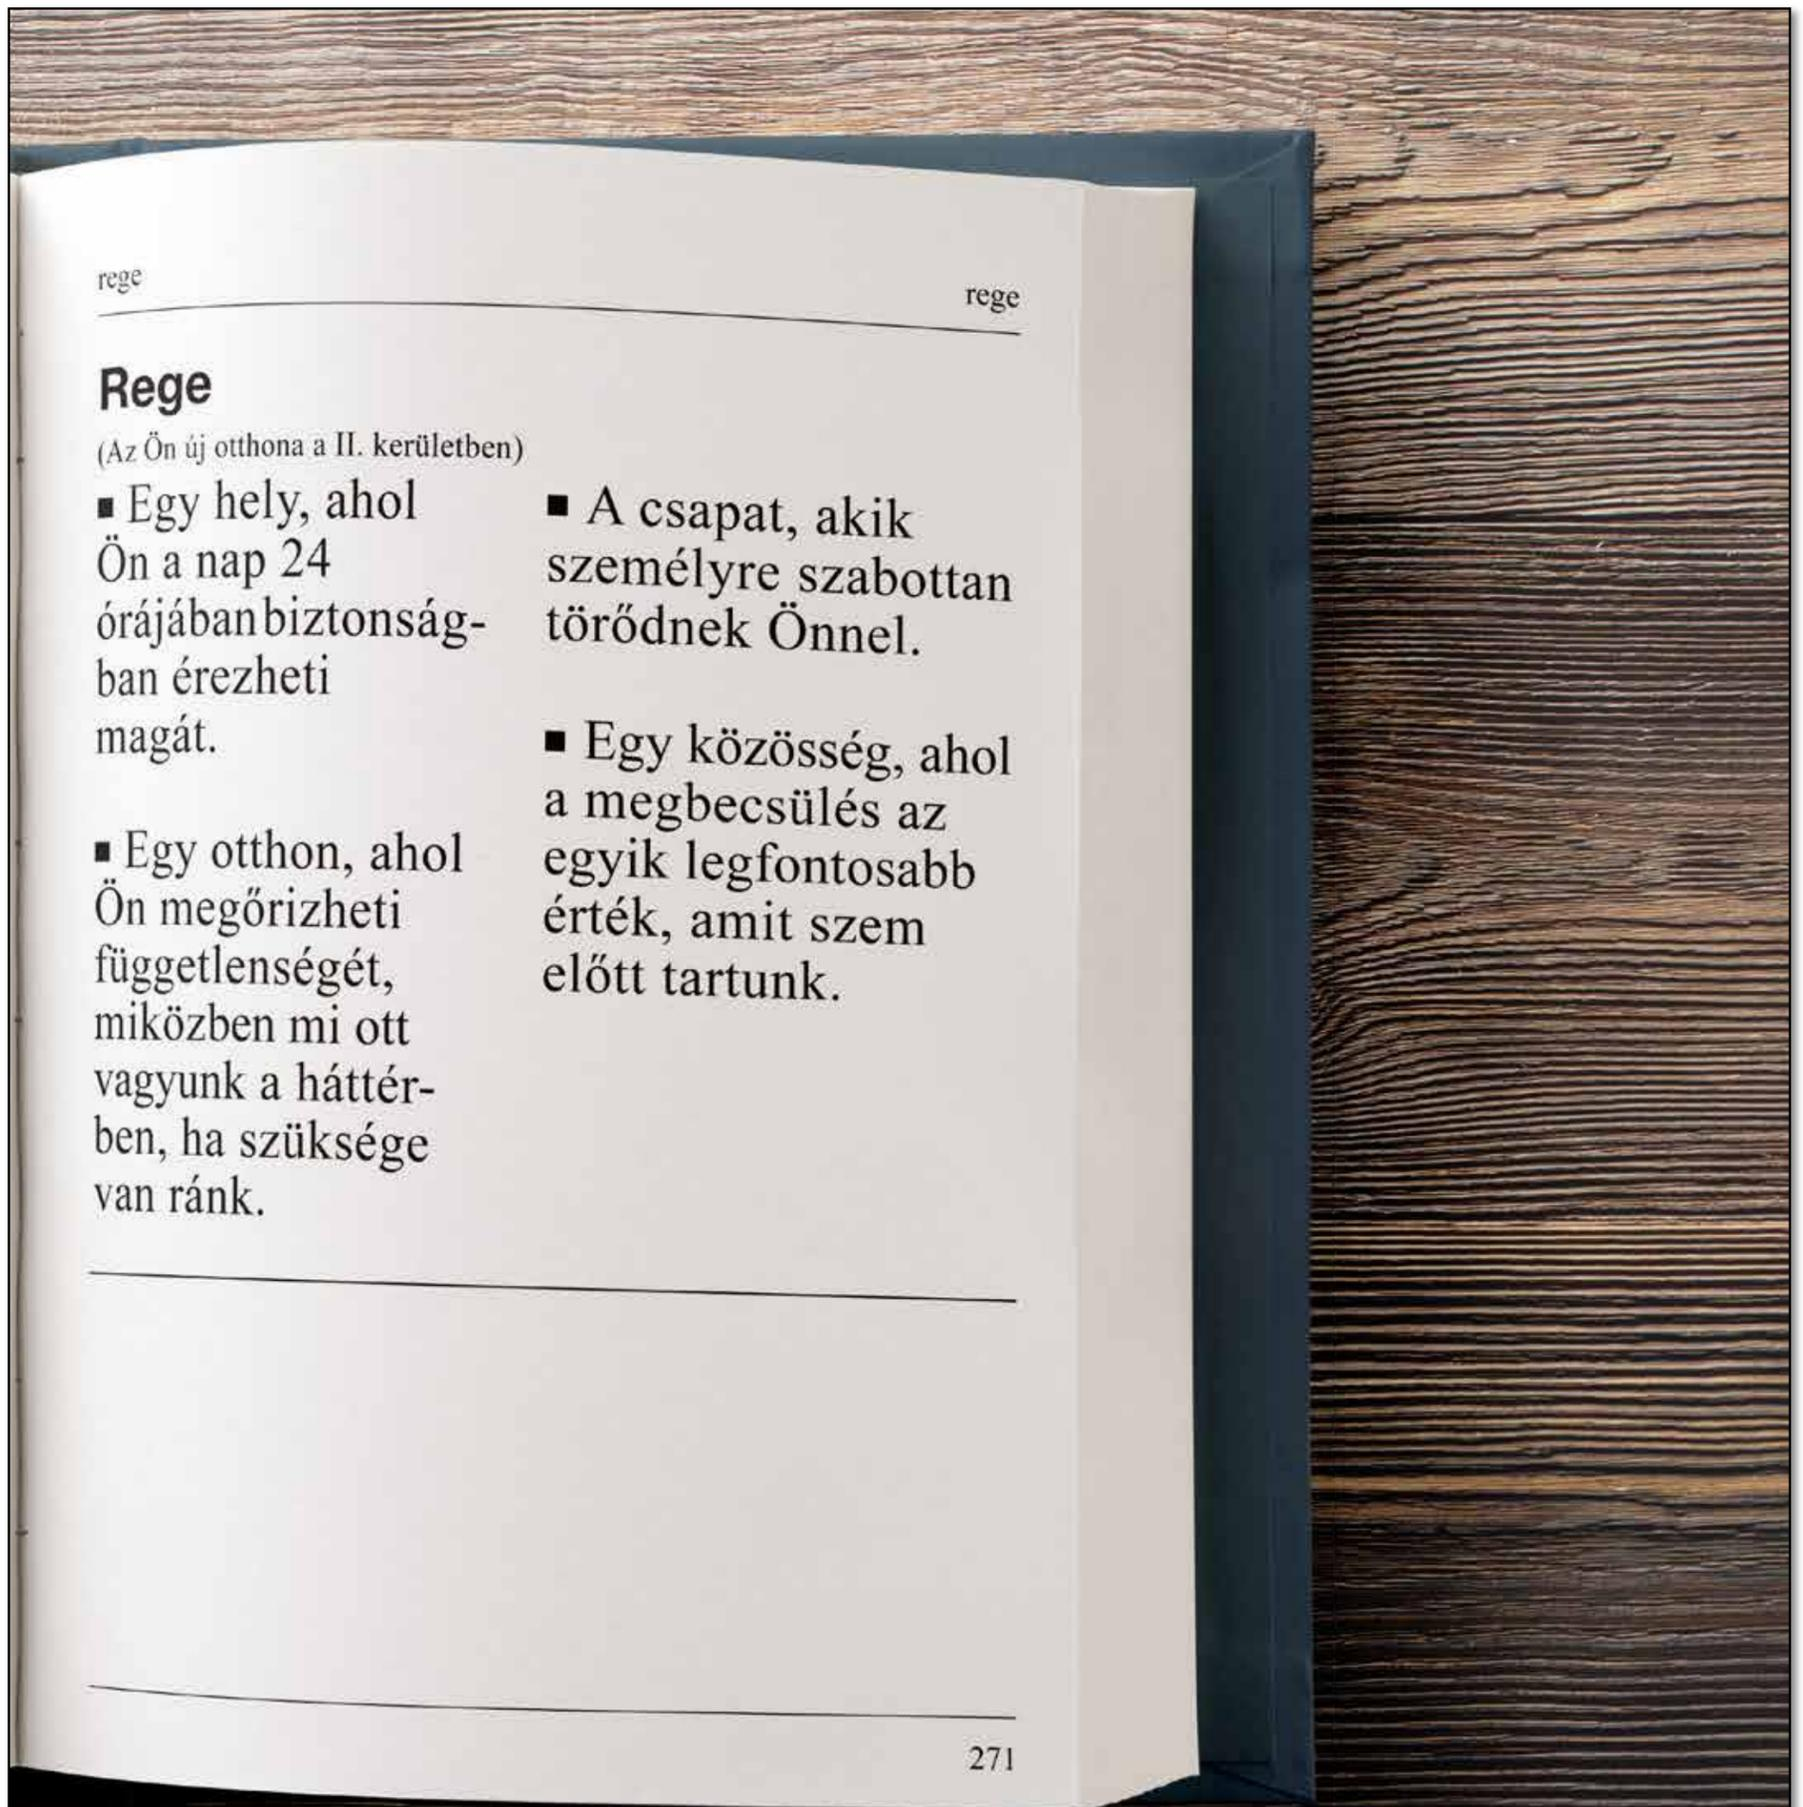 rege
rege
Rege
(Az Ön új otthona a II. kerületben)
▪ Egy hely, ahol
Ön a nap 24
órájában biztonság-
ban érezheti
magát.
▪ Egy otthon, ahol
Ön megőrizheti
függetlenségét,
miközben mi ott
vagyunk a háttér-
ben, ha szüksége
van ránk.
▪ A csapat, akik
személyre szabottan
törődnek Önnel.
▪ Egy közösség, ahol
a megbecsülés az
egyik legfontosabb
érték, amit szem
előtt tartunk.
271